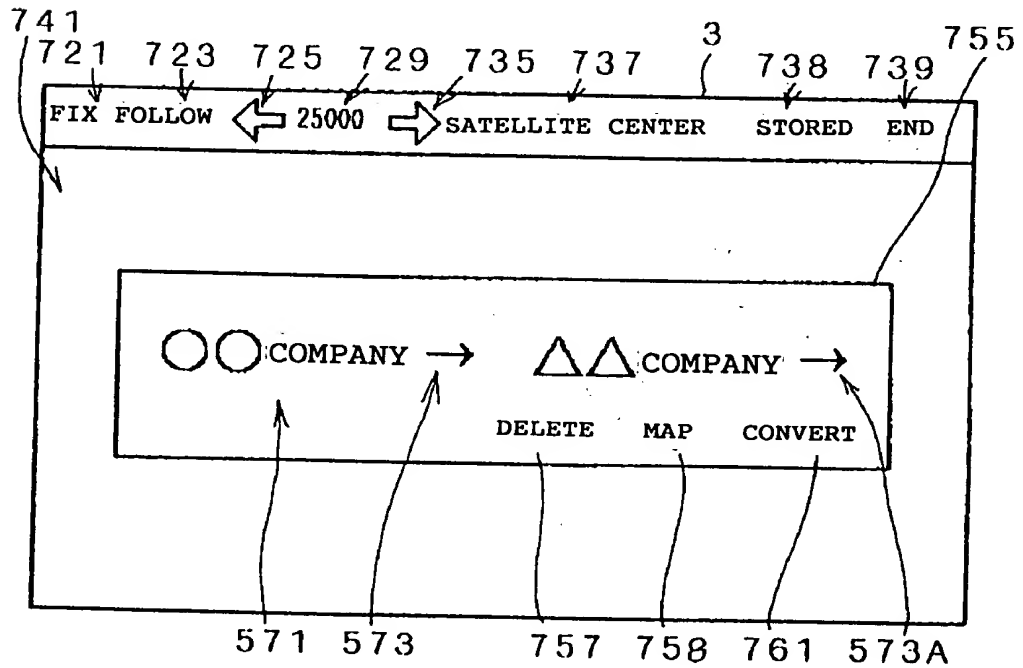 741
721 723 725 729 735 737 3 738 739 755
FIX FOLLOW 25000 SATELLITE CENTER STORED END
○○COMPANY → △△COMPANY →
DELETE MAP CONVERT
571 573 757 758 761 573A